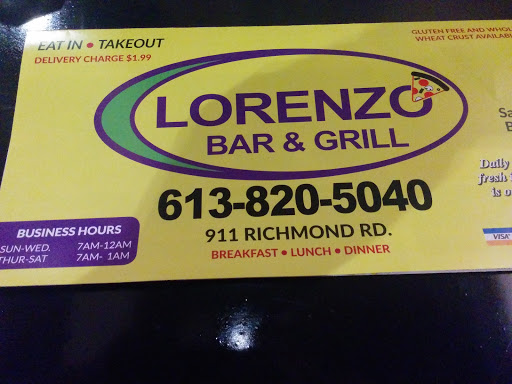 EAT IN • TAKEOUT
DELIVERY CHARGE $1.99
GLUTEN FREE AND
WHEAT CRUST
LORENZO
BAR & GRILL
613-820-5040
911 RICHMOND RD.
BREAKFAST • LUNCH • DINNER
BUSINESS HOURS
SUN-WED. 7AM-12AM
THUR-SAT 7AM- 1AM
Daily
fresh
is
VISA